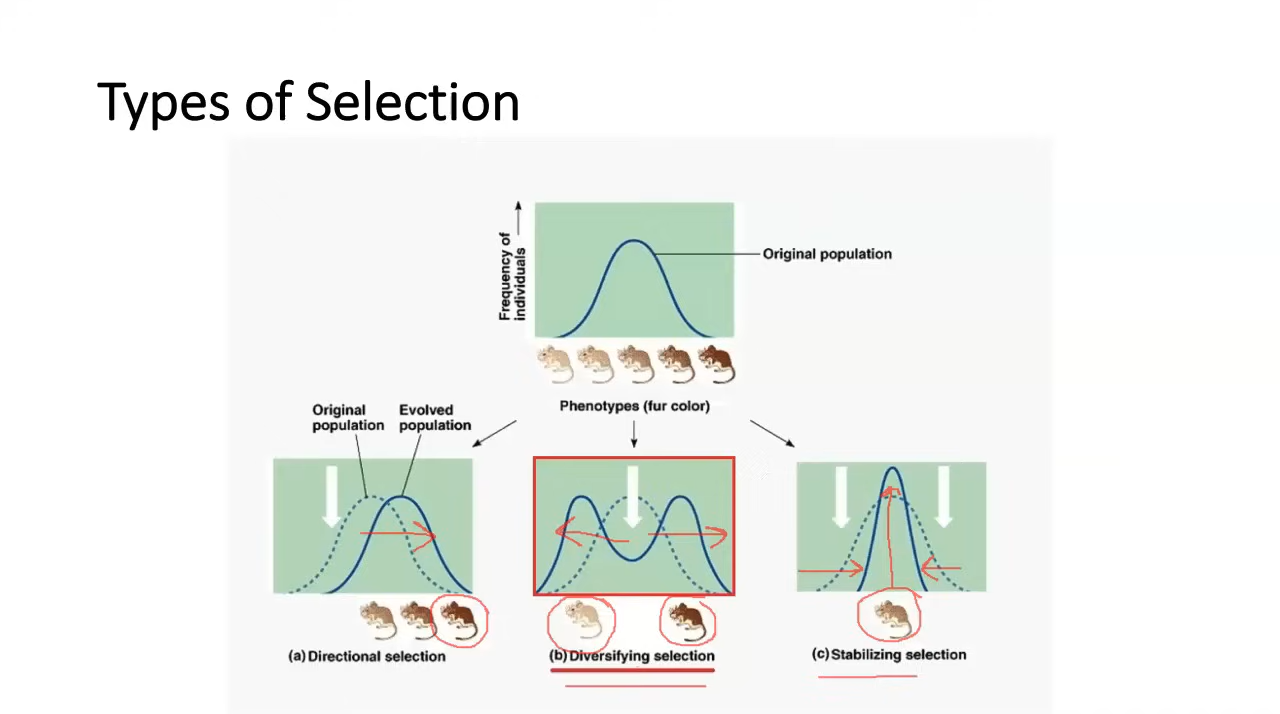 Types of Selection
Frequency of
individuals
Original population
Phenotypes (fur color)
Original
population
Evolved
population
(a) Directional selection
(b) Diversifying selection
(c) Stabilizing selection